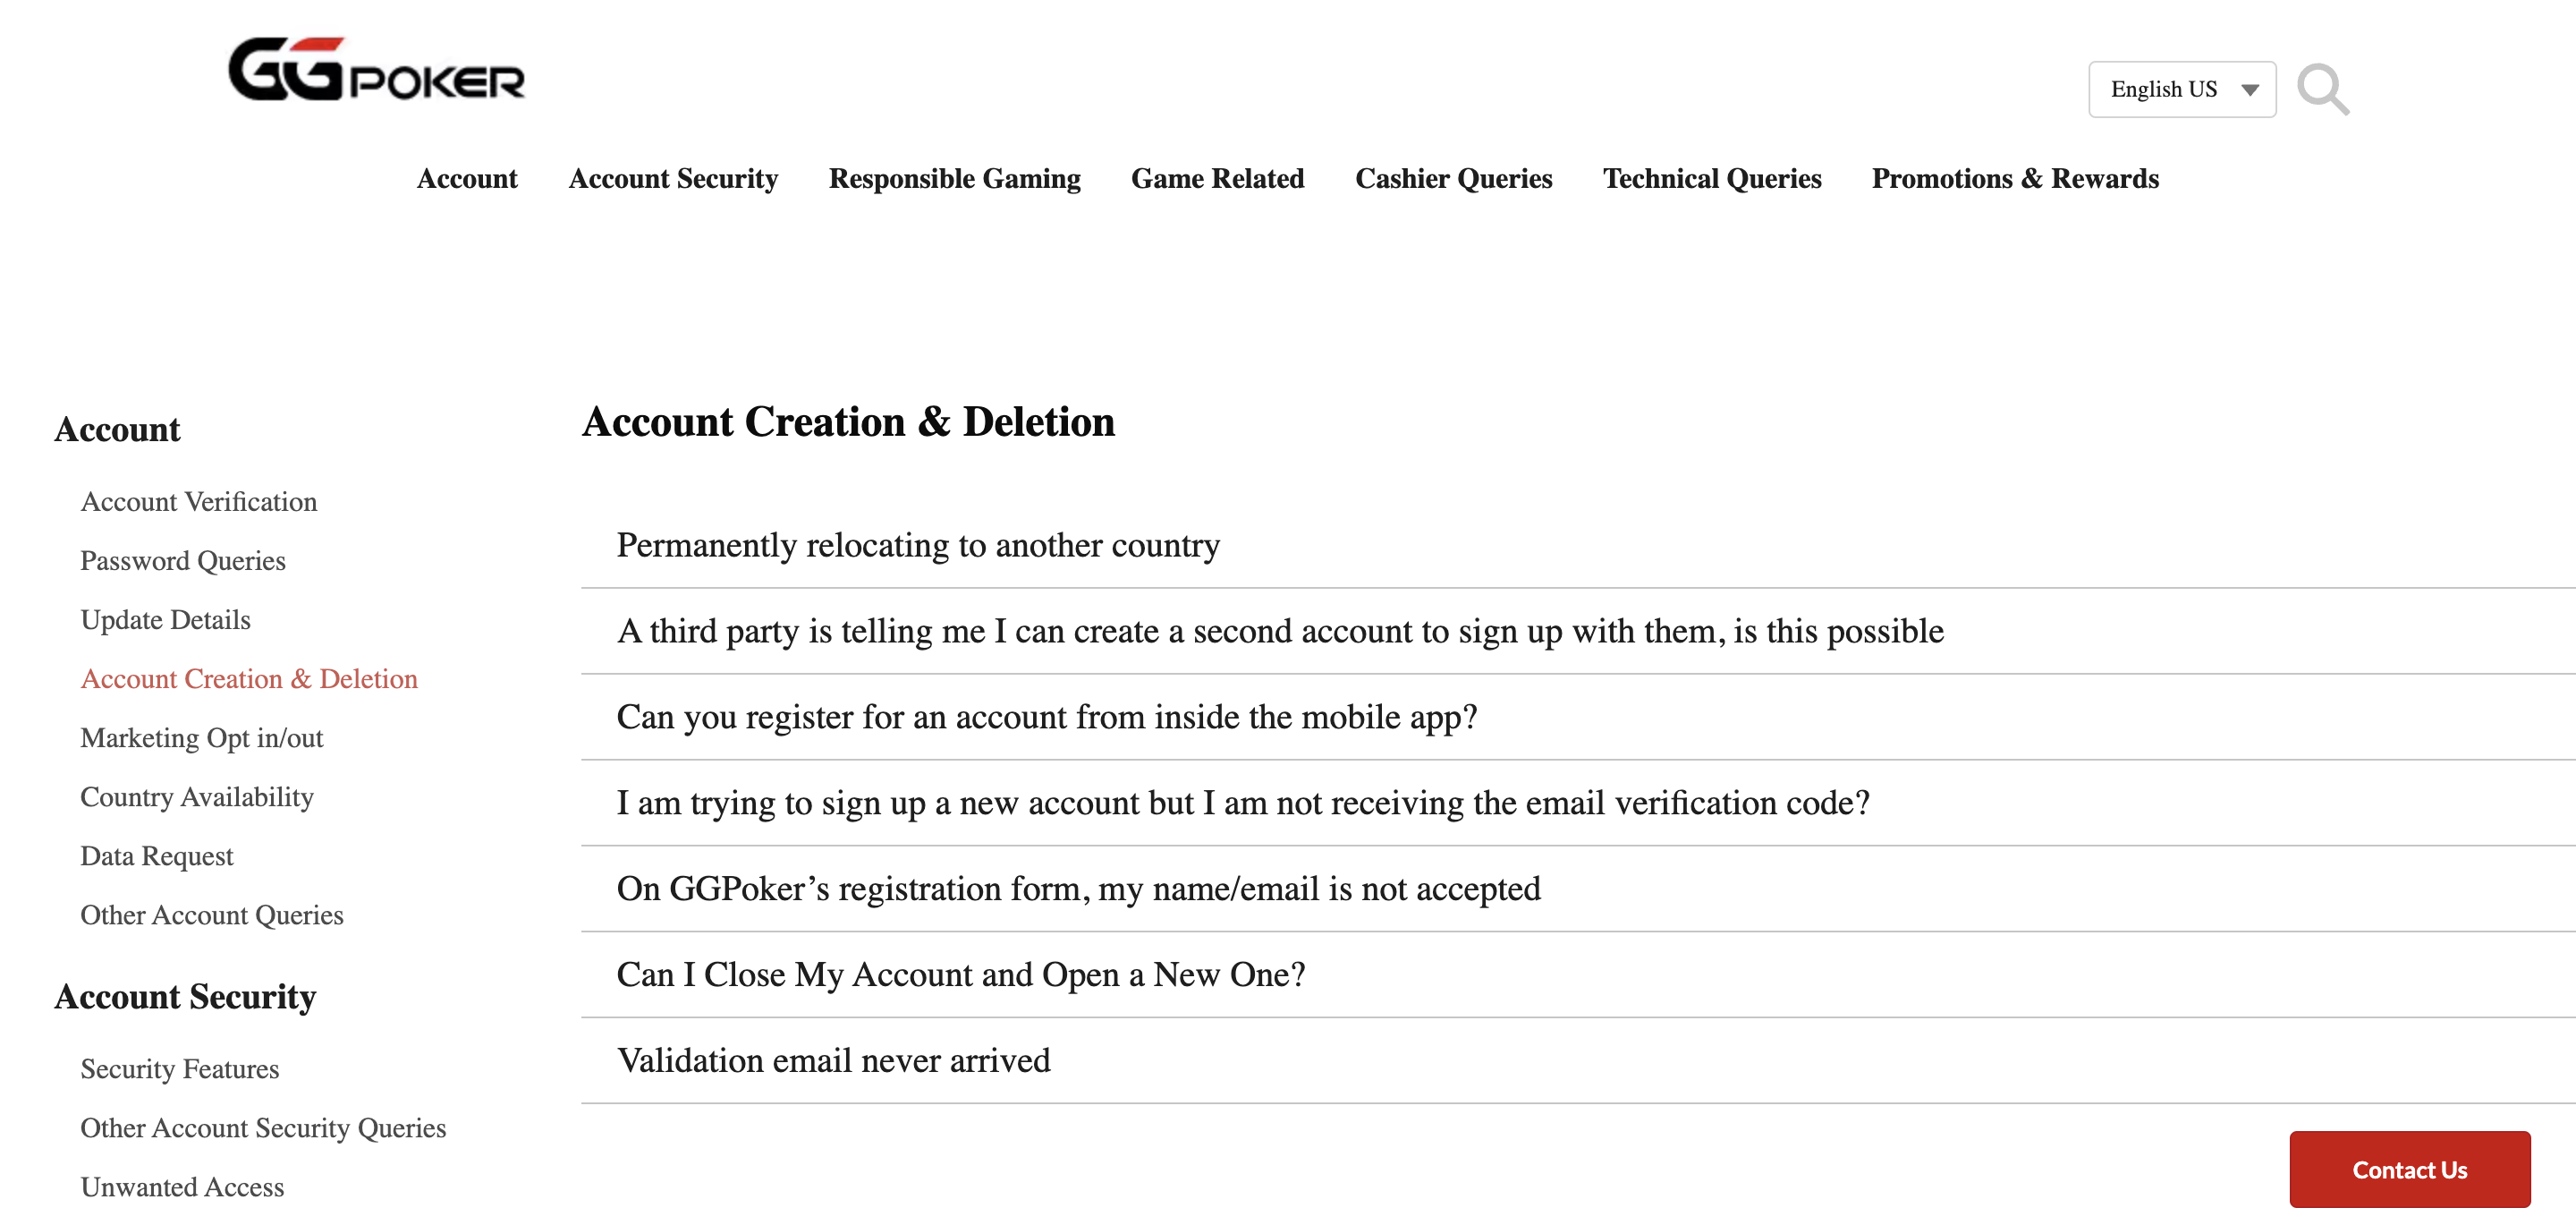 GGPOKER
English US
Account Account Security Responsible Gaming Game Related Cashier Queries Technical Queries Promotions & Rewards
Account
Account Verification
Password Queries
Update Details
Account Creation & Deletion
Marketing Opt in/out
Country Availability
Data Request
Other Account Queries
Account Security
Security Features
Other Account Security Queries
Unwanted Access
Account Creation & Deletion
Permanently relocating to another country
A third party is telling me I can create a second account to sign up with them, is this possible
Can you register for an account from inside the mobile app?
I am trying to sign up a new account but I am not receiving the email verification code?
On GGPoker’s registration form, my name/email is not accepted
Can I Close My Account and Open a New One?
Validation email never arrived
Contact Us